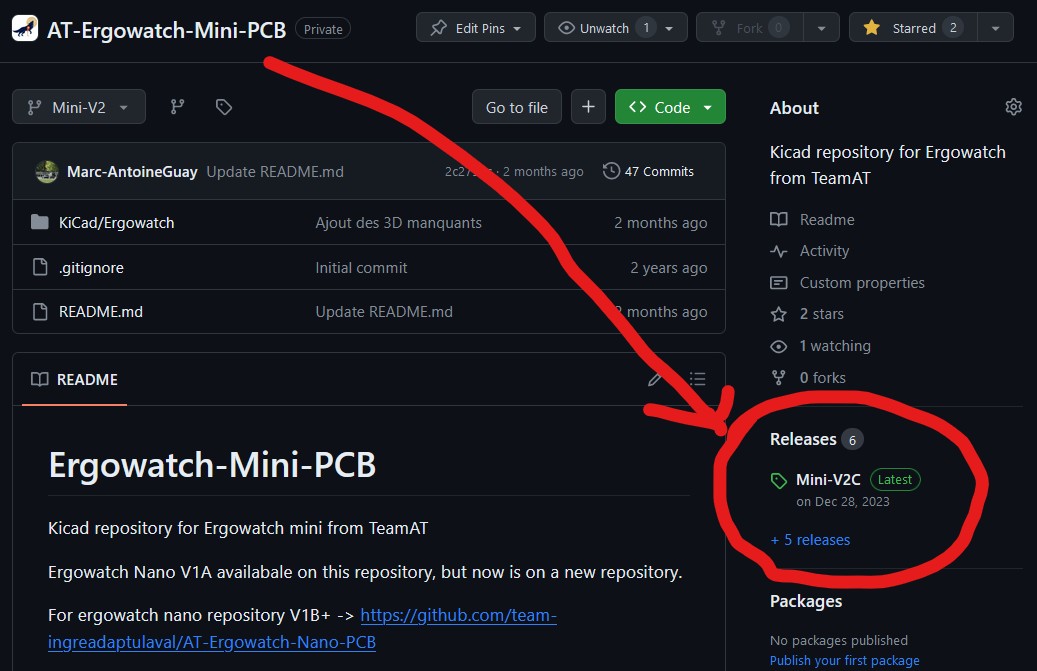 AT-Ergowatch-Mini-PCB Private Edit Pins Unwatch 1 Fork 0 Starred 2
Mini-V2 Go to file + <> Code
Marc-AntoineGuay Update README.md 2 months ago 47 Commits
KiCad/Ergowatch Ajout des 3D manquants 2 months ago
.gitignore Initial commit 2 years ago
README.md Update README.md months ago
README
Ergowatch-Mini-PCB
Kicad repository for Ergowatch mini from TeamAT
Ergowatch Nano V1A availabale on this repository, but now is on a new repository.
For ergowatch nano repository V1B+ -> https://github.com/team-
ingreadaptulaval/AT-Ergowatch-Nano-PCB
About
Kicad repository for Ergowatch
from TeamAT
Readme
Activity
Custom properties
2 stars
1 watching
0 forks
Releases 6
Mini-V2C Latest
on Dec 28, 2023
+ 5 releases
Packages
No packages published
Publish your first package